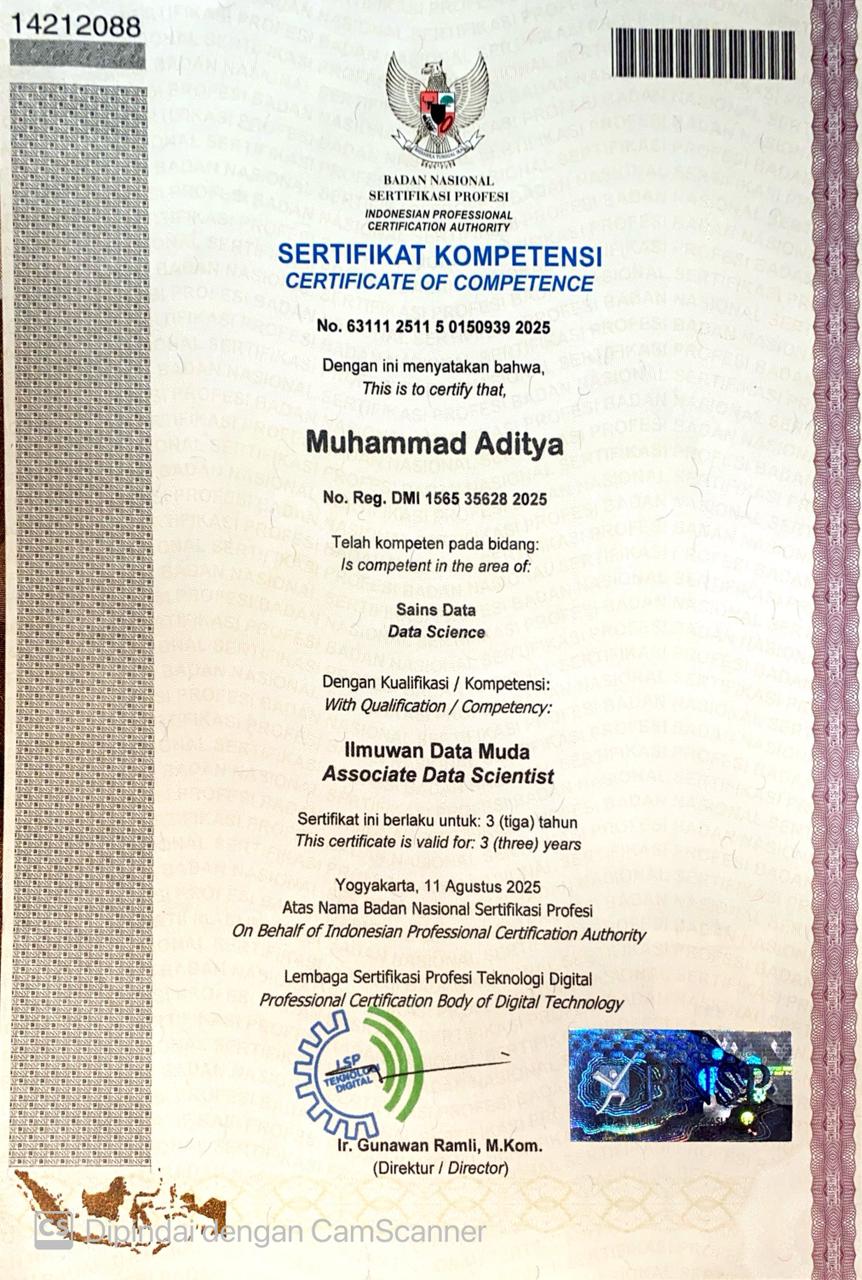 14212088
BADAN NASIONAL
SERTIFIKASI PROFESI
INDONESIAN PROFESSIONAL
CERTIFICATION AUTHORITY
SERTIFIKAT KOMPETENSI
CERTIFICATE OF COMPETENCE
No. 63111 2511 5 0150939 2025
Dengan ini menyatakan bahwa,
This is to certify that,
Muhammad Aditya
No. Reg. DMI 1565 35628 2025
Telah kompeten pada bidang:
Is competent in the area of:
Sains Data
Data Science
Dengan Kualifikasi / Kompetensi:
With Qualification / Competency:
Ilmuwan Data Muda
Associate Data Scientist
Sertifikat ini berlaku untuk: 3 (tiga) tahun
This certificate is valid for: 3 (three) years
Yogyakarta, 11 Agustus 2025
Atas Nama Badan Nasional Sertifikasi Profesi
On Behalf of Indonesian Professional Certification Authority
Lembaga Sertifikasi Profesi Teknologi Digital
Professional Certification Body of Digital Technology
LSP
TEKNOLOGI
DIGITAL
BNSP
Ir. Gunawan Ramli, M.Kom.
(Direktur / Director)
CS Dipindai dengan CamScanner